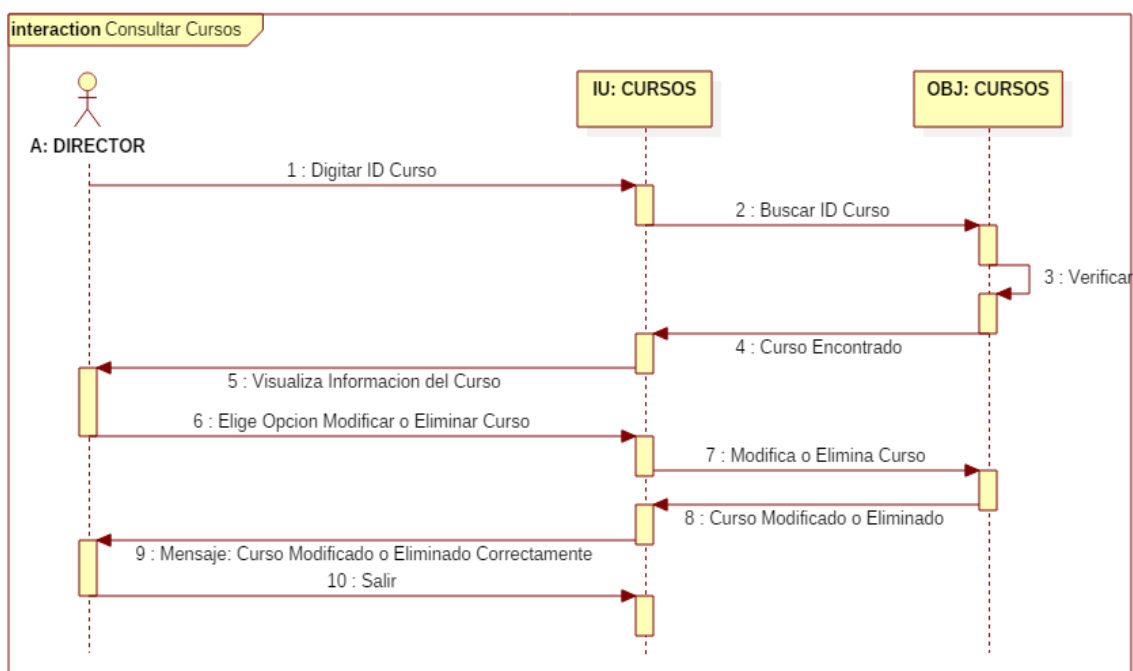 interaction Consultar Cursos
IU: CURSOS
OBJ: CURSOS
A: DIRECTOR
1 : Digitar ID Curso
2 : Buscar ID Curso
3 : Verificar
4 : Curso Encontrado
5 : Visualiza Informacion del Curso
6 : Elige Opcion Modificar o Eliminar Curso
7 : Modifica o Elimina Curso
8 : Curso Modificado o Eliminado
9 : Mensaje: Curso Modificado o Eliminado Correctamente
10 : Salir